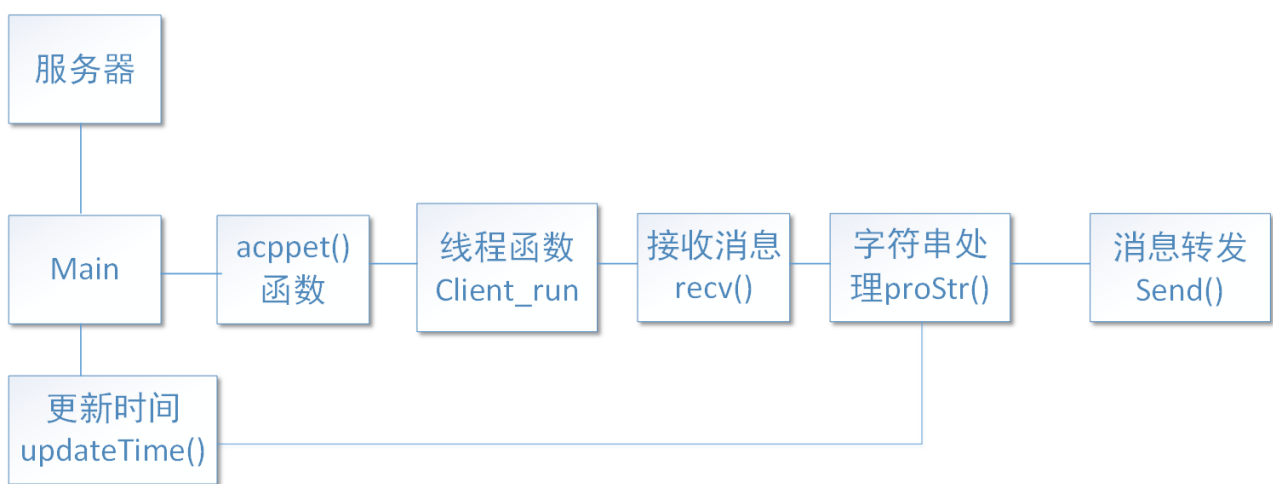 服务器
Main
acppet()
函数
线程函数
Client_run
接收消息
recv()
字符串处
理proStr()
消息转发
Send()
更新时间
updateTime()